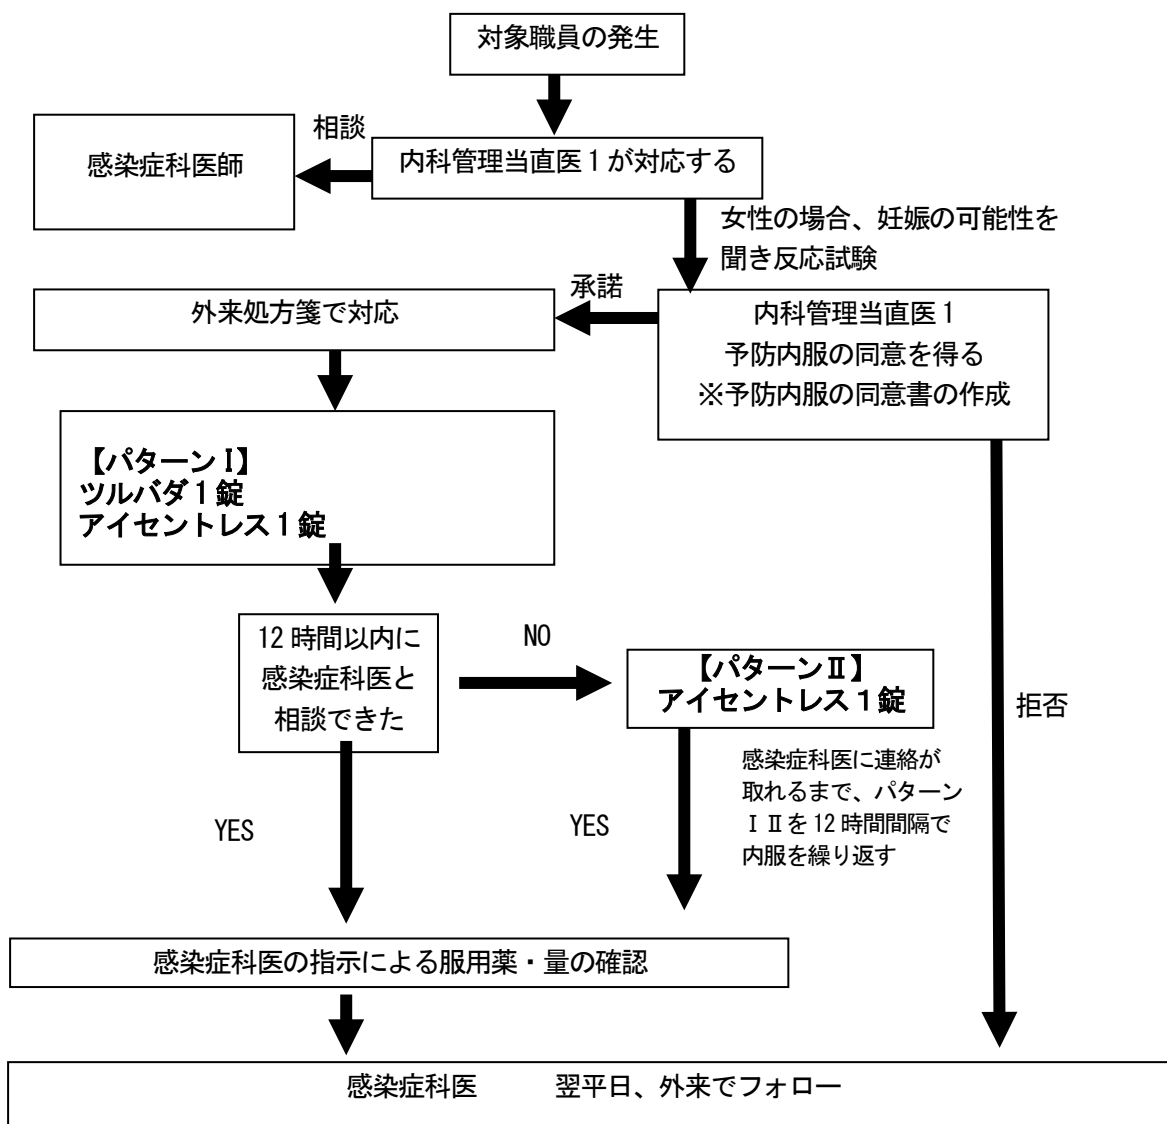 対象職員の発生
相談
感染症科医師
内科管理当直医1が対応する
女性の場合、妊娠の可能性を
聞き反応試験
承諾
外来処方箋で対応
内科管理当直医1
予防内服の同意を得る
※予防内服の同意書の作成
【パターンⅠ】
ツルバダ1錠
アイセントレス1錠
12時間以内に
感染症科医と
相談できた
NO
【パターンⅡ】
アイセントレス1錠
拒否
感染症科医に連絡が
取れるまで、パターン
ⅠⅡを12時間間隔で
内服を繰り返す
YES
YES
感染症科医の指示による服用薬・量の確認
感染症科医　　　翌平日、外来でフォロー